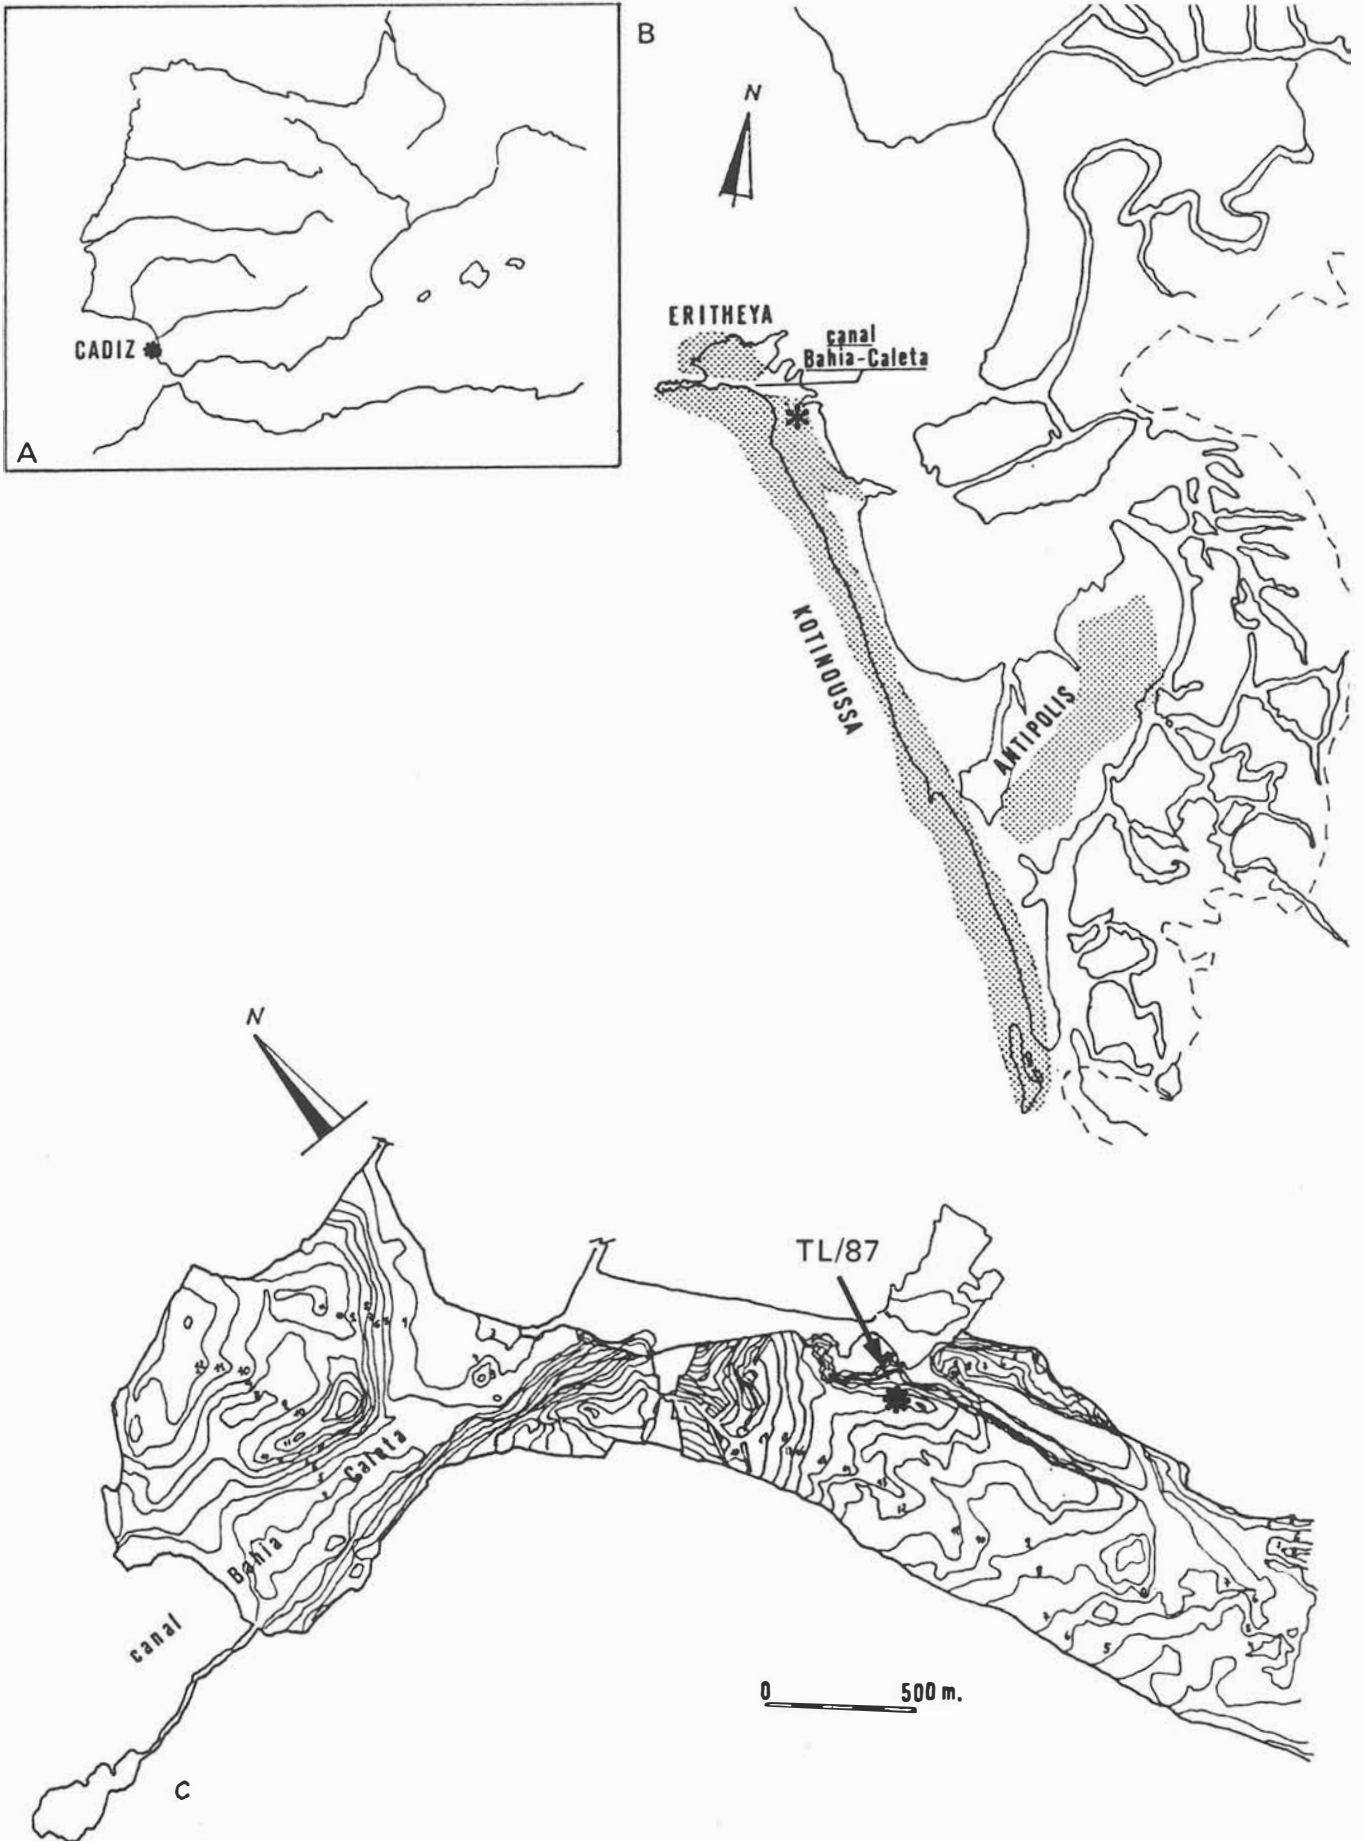 CADIZ
A
B
N
ERITHEYA
canal
Bahia-Caleta
KOTINOUSSA
ANTIPOLIS
N
TL/87
canal Bahia Caleta
0 500 m.
C